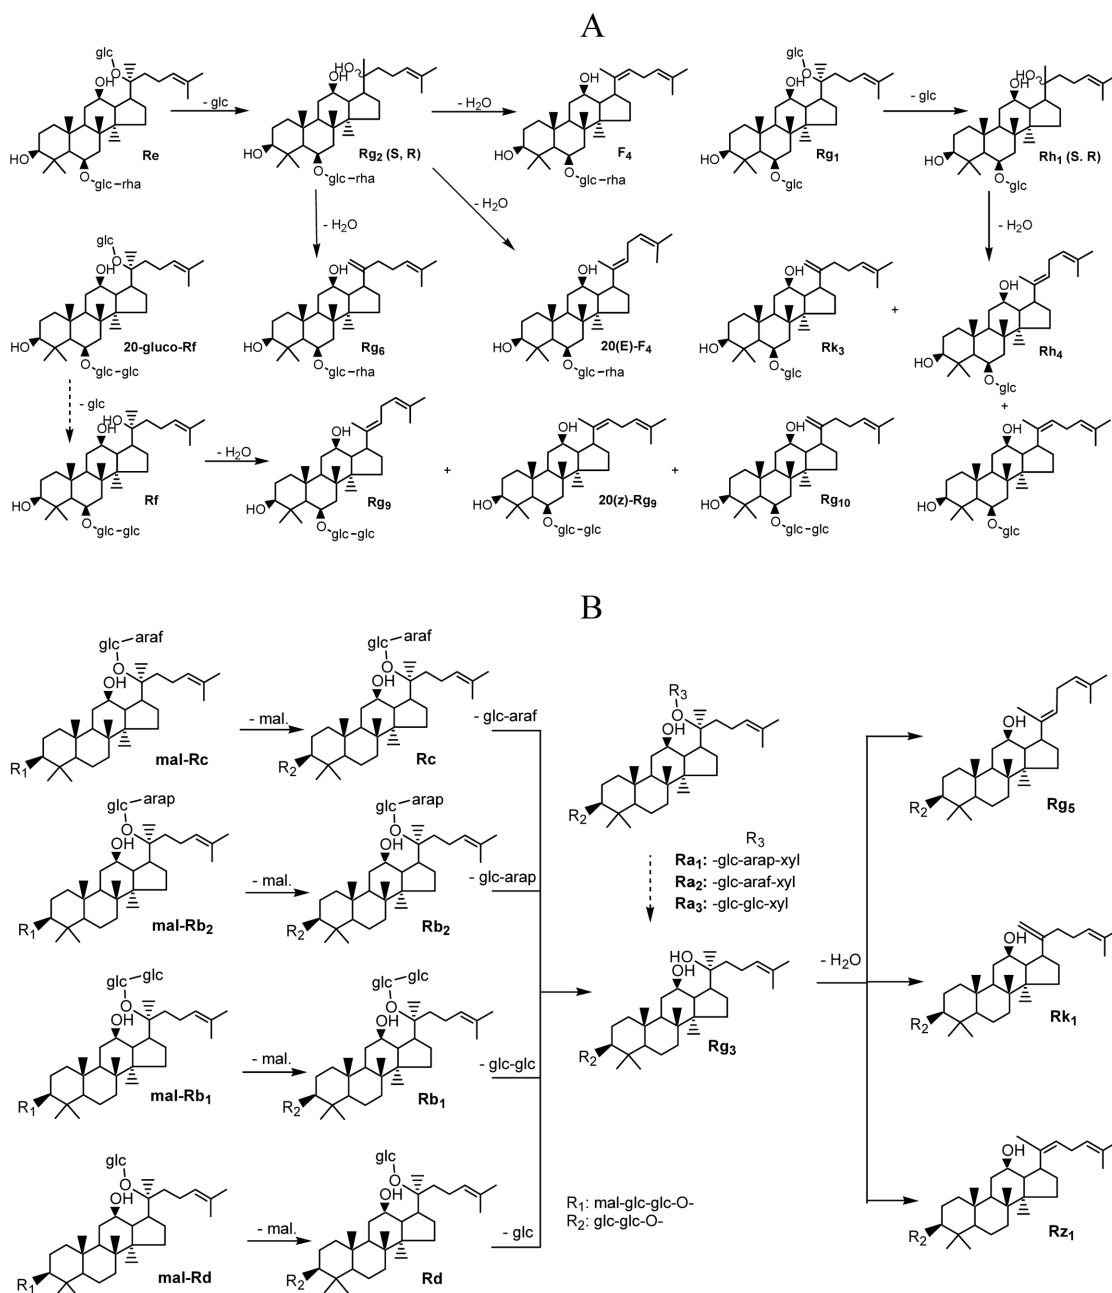 A
glc
O
OH
HO
Re
O
glc-rha
- glc
HO
OH
HO
Rg2 (S, R)
O
glc-rha
- H2O
OH
HO
F4
O
glc-rha
glc
O
OH
HO
Rg1
O
glc
- glc
HO
OH
HO
Rh1 (S. R)
O
glc
- H2O
- H2O
- H2O
glc
O
OH
HO
20-gluco-Rf
O
glc-glc
OH
HO
Rg6
O
glc-rha
OH
HO
20(E)-F4
O
glc-rha
OH
HO
Rk3
O
glc
+
OH
HO
Rh4
O
glc
+
- glc
HO
OH
HO
Rf
O
glc-glc
- H2O
OH
HO
Rg9
O
glc-glc
+
OH
HO
20(z)-Rg9
O
glc-glc
+
OH
HO
Rg10
O
glc-glc
OH
HO
O
glc
B
glc araf
O
OH
R1
mal-Rc
- mal.
glc araf
O
OH
R2
Rc
- glc-araf
glc arap
O
OH
R1
mal-Rb2
- mal.
glc arap
O
OH
R2
Rb2
- glc-arap
glc glc
O
OH
R1
mal-Rb1
- mal.
glc glc
O
OH
R2
Rb1
- glc-glc
glc
O
OH
R1
mal-Rd
- mal.
glc
O
OH
R2
Rd
- glc
R3
O
OH
R2
R3
Ra1: -glc-arap-xyl
Ra2: -glc-araf-xyl
Ra3: -glc-glc-xyl
HO
OH
R2
Rg3
R1: mal-glc-glc-O-
R2: glc-glc-O-
- H2O
OH
R2
Rg5
OH
R2
Rk1
OH
R2
Rz1